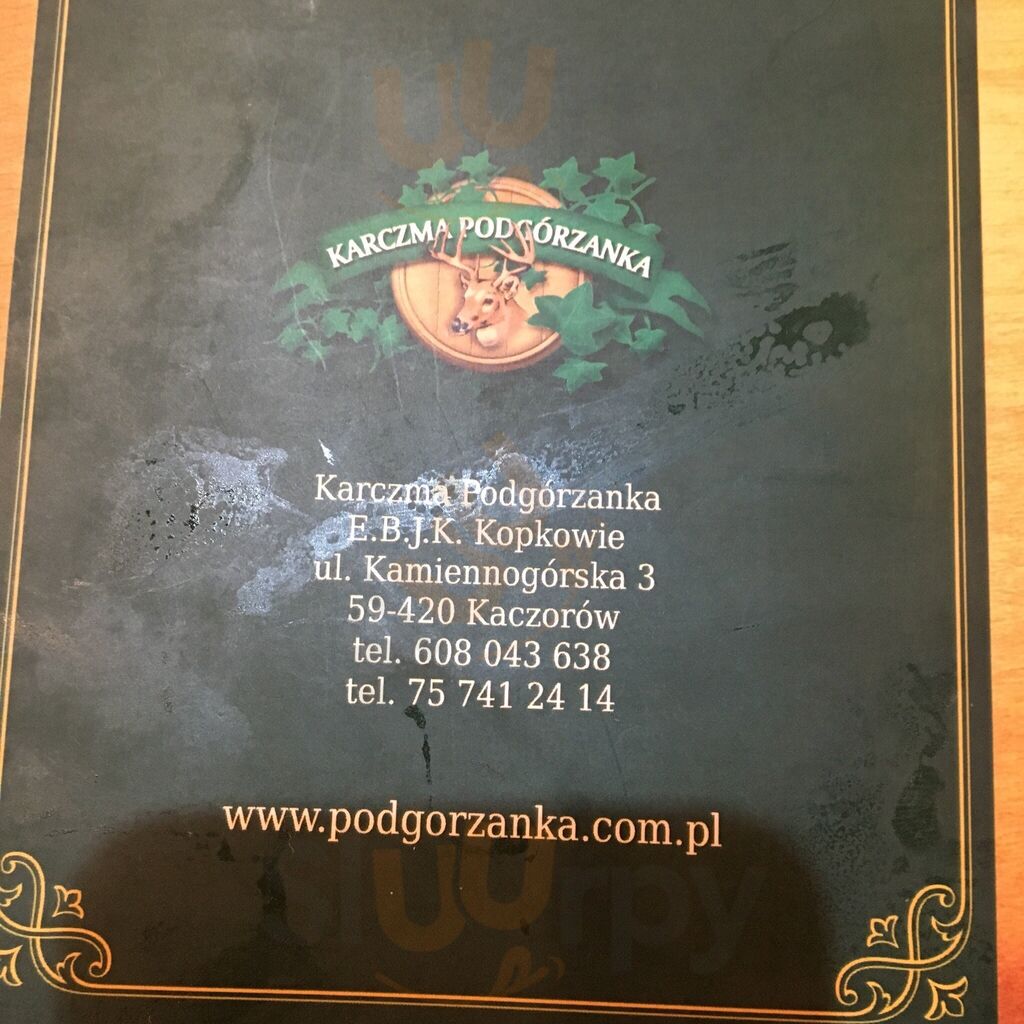 KARCZMA PODGÓRZANKA
Karczma Podgórzanka
E.B.J.K. Kopkowie
ul. Kamiennogórska 3
59-420 Kaczorów
tel. 608 043 638
tel. 75 741 24 14
www.podgorzanka.com.pl
sluurpy